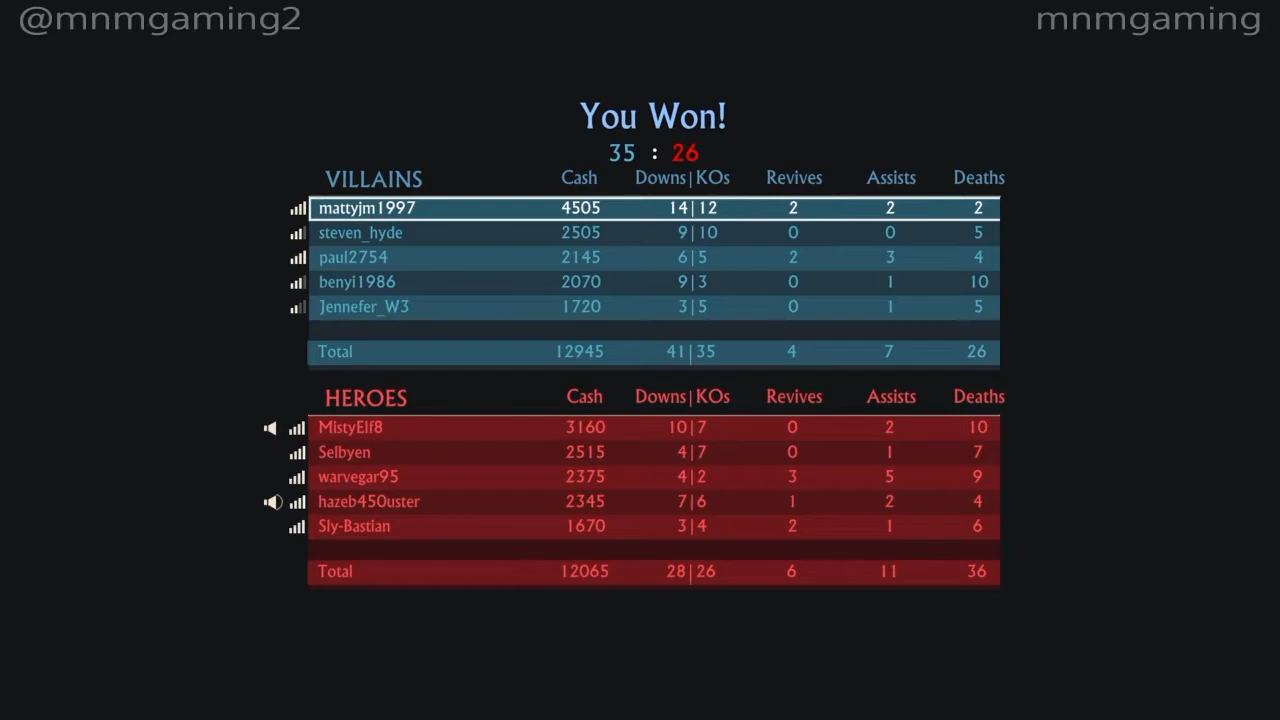 @mnmgaming2 mnmgaming
You Won!
35 : 26
VILLAINS Cash Downs|KOs Revives Assists Deaths
mattyjm1997 4505 14|12 2 2 2
steven_hyde 2505 9|10 0 0 5
paul2754 2145 6|5 2 3 4
benyi1986 2070 9|3 0 1 10
Jennefer_W3 1720 3|5 0 1 5
Total 12945 41|35 4 7 26
HEROES Cash Downs|KOs Revives Assists Deaths
MIstyElf8 3160 10|7 0 2 10
Selbyen 2515 4|7 0 1 7
warvegar95 2375 4|2 3 5 9
hazeb450uster 2345 7|6 1 2 4
Sly-Bastian 1670 3|4 2 1 6
Total 12065 28|26 6 11 36